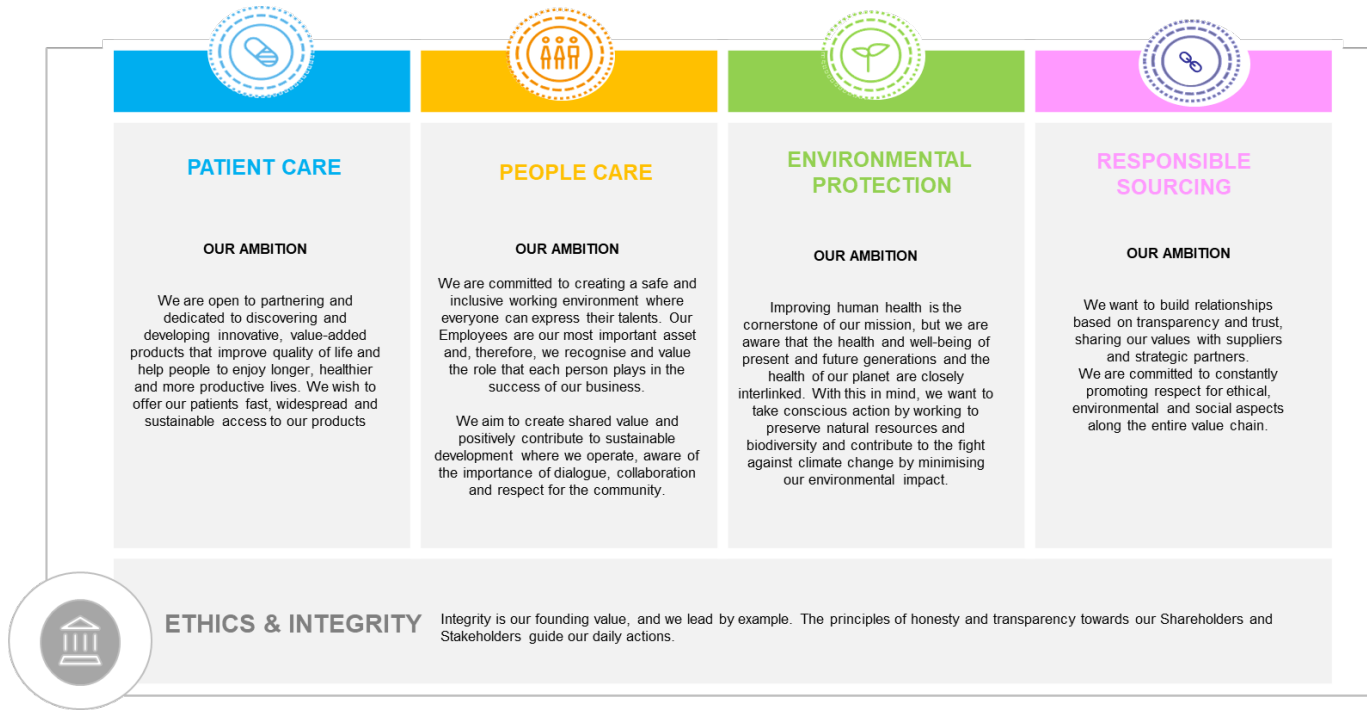 PATIENT CARE
OUR AMBITION
We are open to partnering and
dedicated to discovering and
developing innovative, value-added
products that improve quality of life and
help people to enjoy longer, healthier
and more productive lives. We wish to
offer our patients fast, widespread and
sustainable access to our products
PEOPLE CARE
OUR AMBITION
We are committed to creating a safe and
inclusive working environment where
everyone can express their talents. Our
Employees are our most important asset
and, therefore, we recognise and value
the role that each person plays in the
success of our business.
We aim to create shared value and
positively contribute to sustainable
development where we operate, aware of
the importance of dialogue, collaboration
and respect for the community.
ENVIRONMENTAL
PROTECTION
OUR AMBITION
Improving human health is the
cornerstone of our mission, but we are
aware that the health and well-being of
present and future generations and the
health of our planet are closely
interlinked. With this in mind, we want to
take conscious action by working to
preserve natural resources and
biodiversity and contribute to the fight
against climate change by minimising
our environmental impact.
RESPONSIBLE
SOURCING
OUR AMBITION
We want to build relationships
based on transparency and trust,
sharing our values with suppliers
and strategic partners.
We are committed to constantly
promoting respect for ethical,
environmental and social aspects
along the entire value chain.
ETHICS & INTEGRITY
Integrity is our founding value, and we lead by example. The principles of honesty and transparency towards our Shareholders and
Stakeholders guide our daily actions.